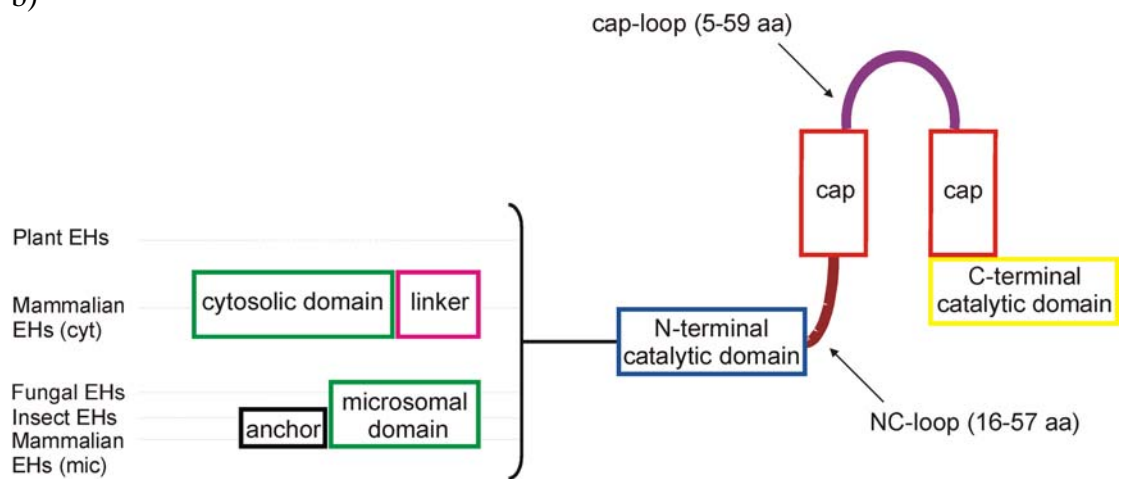 b)
cap-loop (5-59 aa)
cap
cap
Plant EHs
Mammalian
EHs (cyt)
cytosolic domain
linker
C-terminal
catalytic domain
N-terminal
catalytic domain
Fungal EHs
Insect EHs
Mammalian
EHs (mic)
anchor
microsomal
domain
NC-loop (16-57 aa)